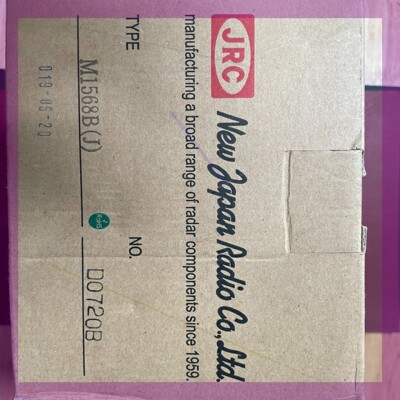 JRC
New Japan Radio Co., Ltd.
manufacturing a broad range of radar components since 1959.
TYPE M1568B(J) NO. D0720B
019-06-20